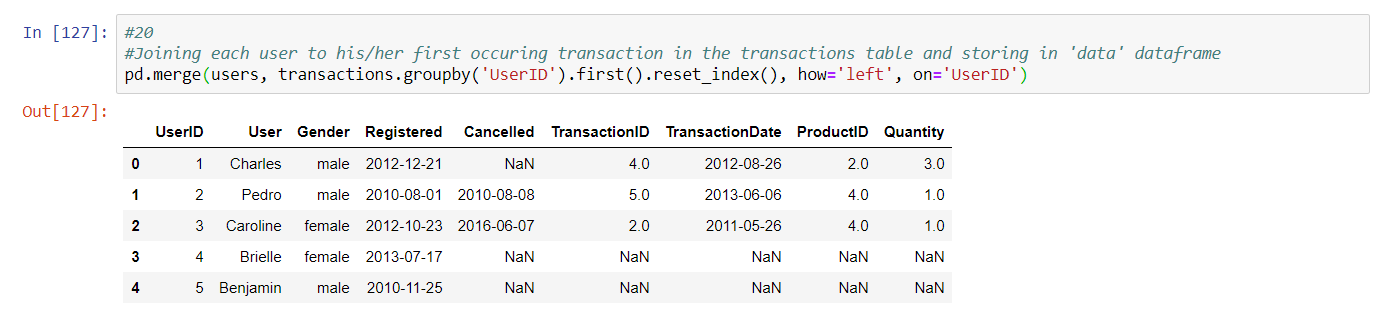 In [127]: #20
#Joining each user to his/her first occuring transaction in the transactions table and storing in 'data' dataframe
pd.merge(users, transactions.groupby('UserID').first().reset_index(), how='left', on='UserID')
Out[127]:
UserID User Gender Registered Cancelled TransactionID TransactionDate ProductID Quantity
0 1 Charles male 2012-12-21 NaN 4.0 2012-08-26 2.0 3.0
1 2 Pedro male 2010-08-01 2010-08-08 5.0 2013-06-06 4.0 1.0
2 3 Caroline female 2012-10-23 2016-06-07 2.0 2011-05-26 4.0 1.0
3 4 Brielle female 2013-07-17 NaN NaN NaN NaN NaN
4 5 Benjamin male 2010-11-25 NaN NaN NaN NaN NaN